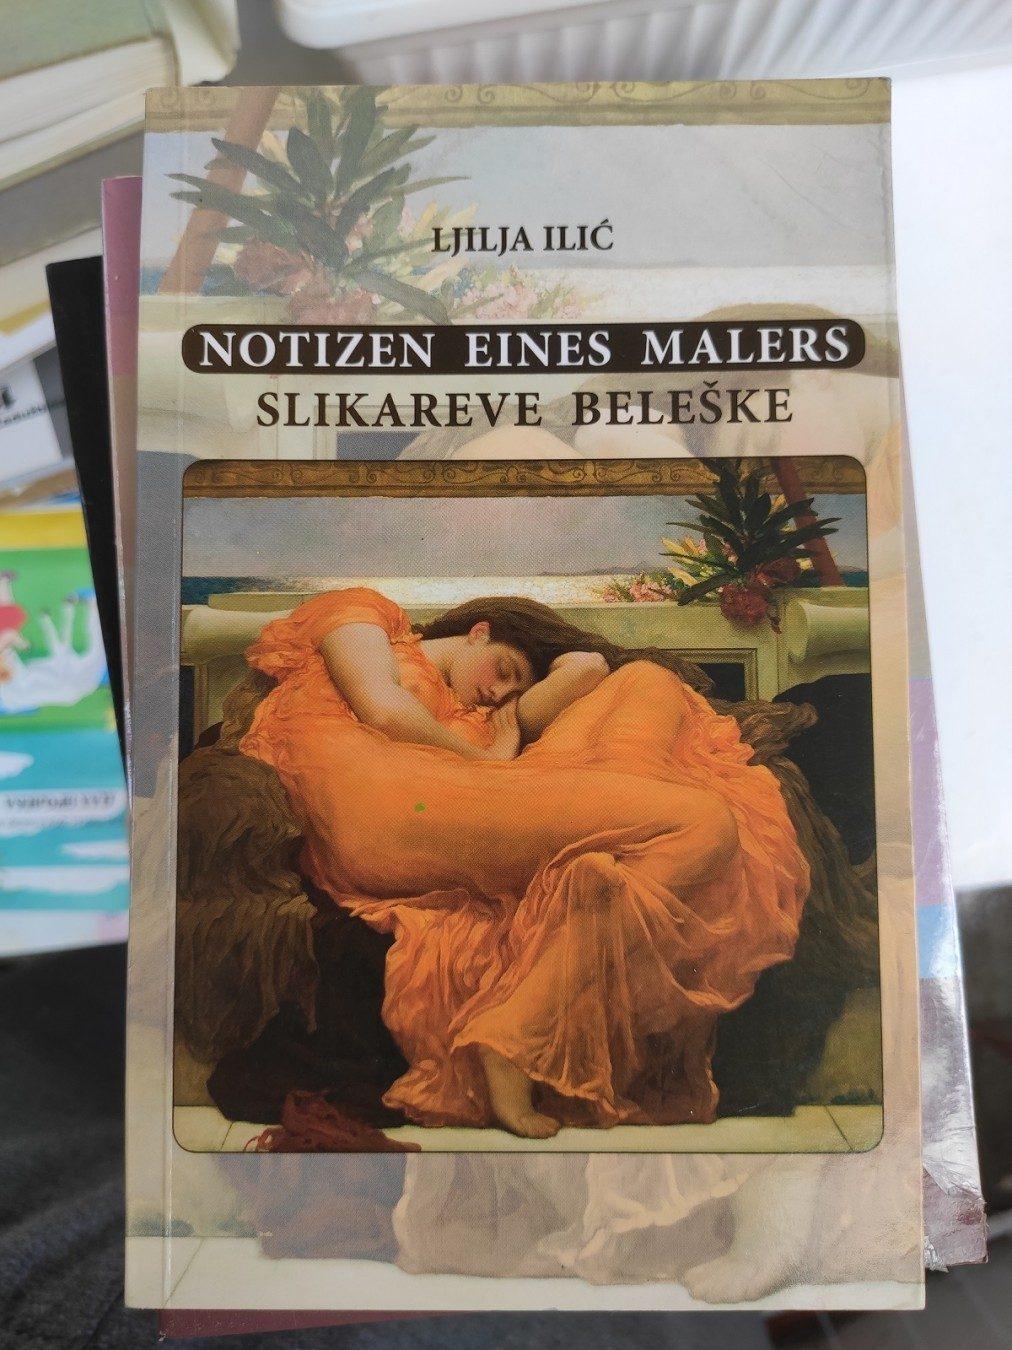 LJILJA ILIĆ
NOTIZEN EINES MALERS
SLIKAREVE BELEŠKE